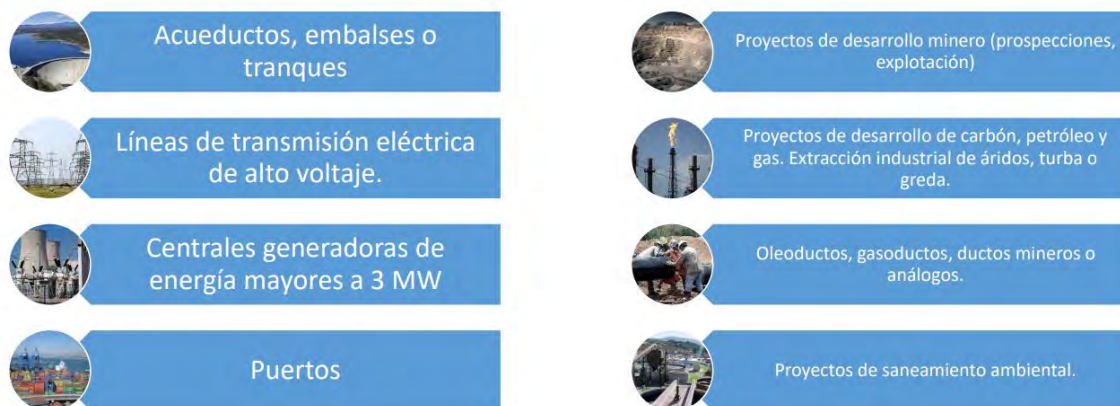 Acueductos, embalses o
tranques
Líneas de transmisión eléctrica
de alto voltaje.
Centrales generadoras de
energía mayores a 3 MW
Puertos
Proyectos de desarrollo minero (prospecciones,
explotación)
Proyectos de desarrollo de carbón, petróleo y
gas. Extracción industrial de áridos, turba o
greda.
Oleoductos, gasoductos, ductos mineros o
análogos.
Proyectos de saneamiento ambiental.